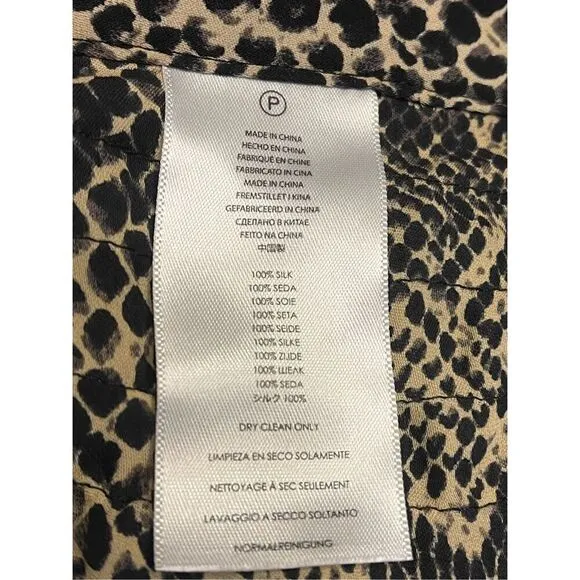 P
MADE IN CHINA
HECHO EN CHINA
FABRIQUÉ EN CHINE
FABBRICATO IN CINA
MADE IN CHINA
FREMSTILLET I KINA
GEFABRICEERD IN CHINA
СДЕЛАНО В КИТАЕ
FEITO NA CHINA
中国製
100% SILK
100% SEDA
100% SOIE
100% SETA
100% SEIDE
100% SILKE
100% ZIJDE
100% ШЕЛК
100% SEDA
シルク 100%
DRY CLEAN ONLY
LIMPIEZA EN SECO SOLAMENTE
NETTOYAGE À SEC SEULEMENT
LAVAGGIO A SECCO SOLTANTO
NORMALREINIGUNG